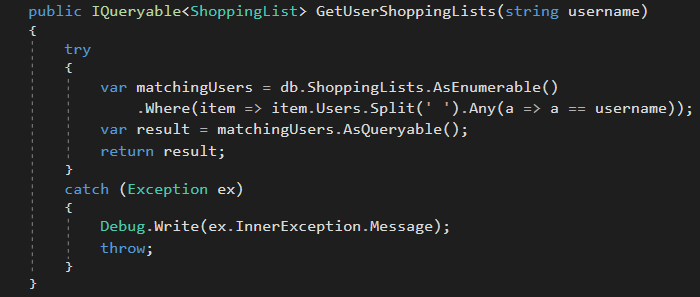 public IQueryable<ShoppingList> GetUserShoppingLists(string username)
{
    try
    {
        var matchingUsers = db.ShoppingLists.AsEnumerable()
            .Where(item => item.Users.Split(' ').Any(a => a == username));
        var result = matchingUsers.AsQueryable();
        return result;
    }
    catch (Exception ex)
    {
        Debug.Write(ex.InnerException.Message);
        throw;
    }
}